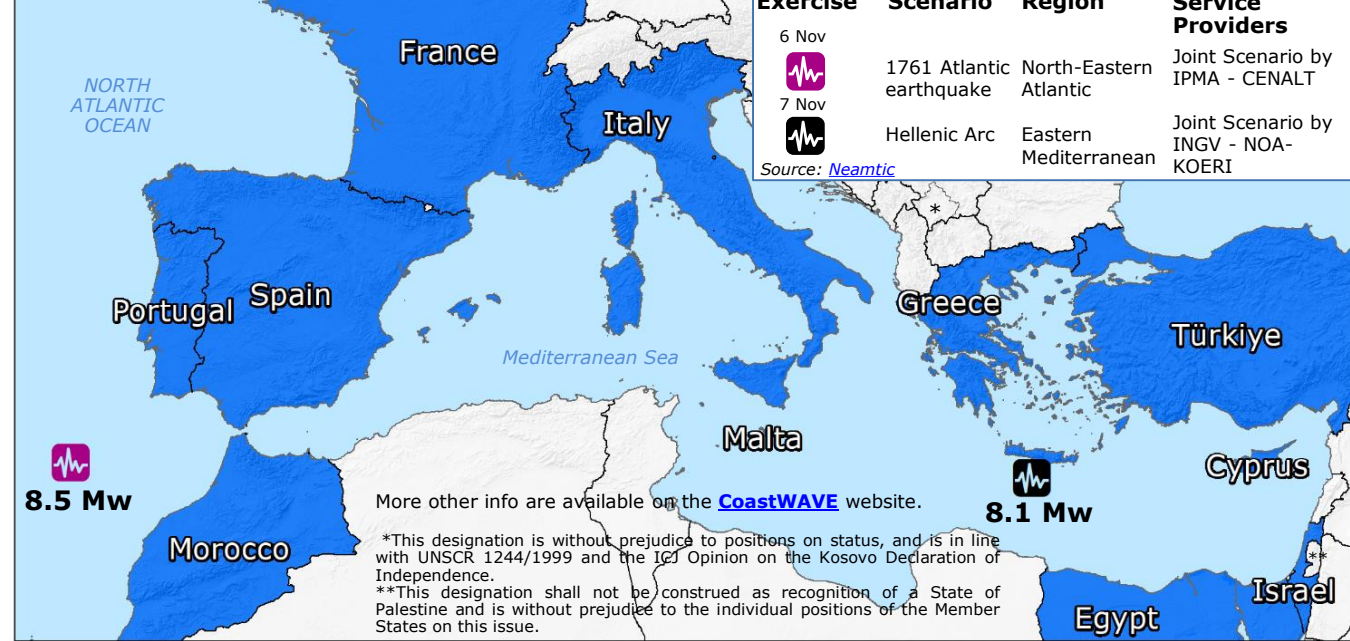 Exercise Scenario Region Service
Providers
6 Nov
1761 Atlantic
earthquake
North-Eastern
Atlantic
Joint Scenario by
IPMA - CENALT
7 Nov
Hellenic Arc
Eastern
Mediterranean
Joint Scenario by
INGV - NOA-
KOERI
Source: Neamtic
France
NORTH
ATLANTIC
OCEAN
Italy
*
Portugal
Spain
Greece
Türkiye
Mediterranean Sea
Malta
Cyprus
8.5 Mw
8.1 Mw
Morocco
**
Israel
Egypt
More other info are available on the CoastWAVE website.
*This designation is without prejudice to positions on status, and is in line
with UNSCR 1244/1999 and the ICJ Opinion on the Kosovo Declaration of
Independence.
**This designation shall not be construed as recognition of a State of
Palestine and is without prejudice to the individual positions of the Member
States on this issue.